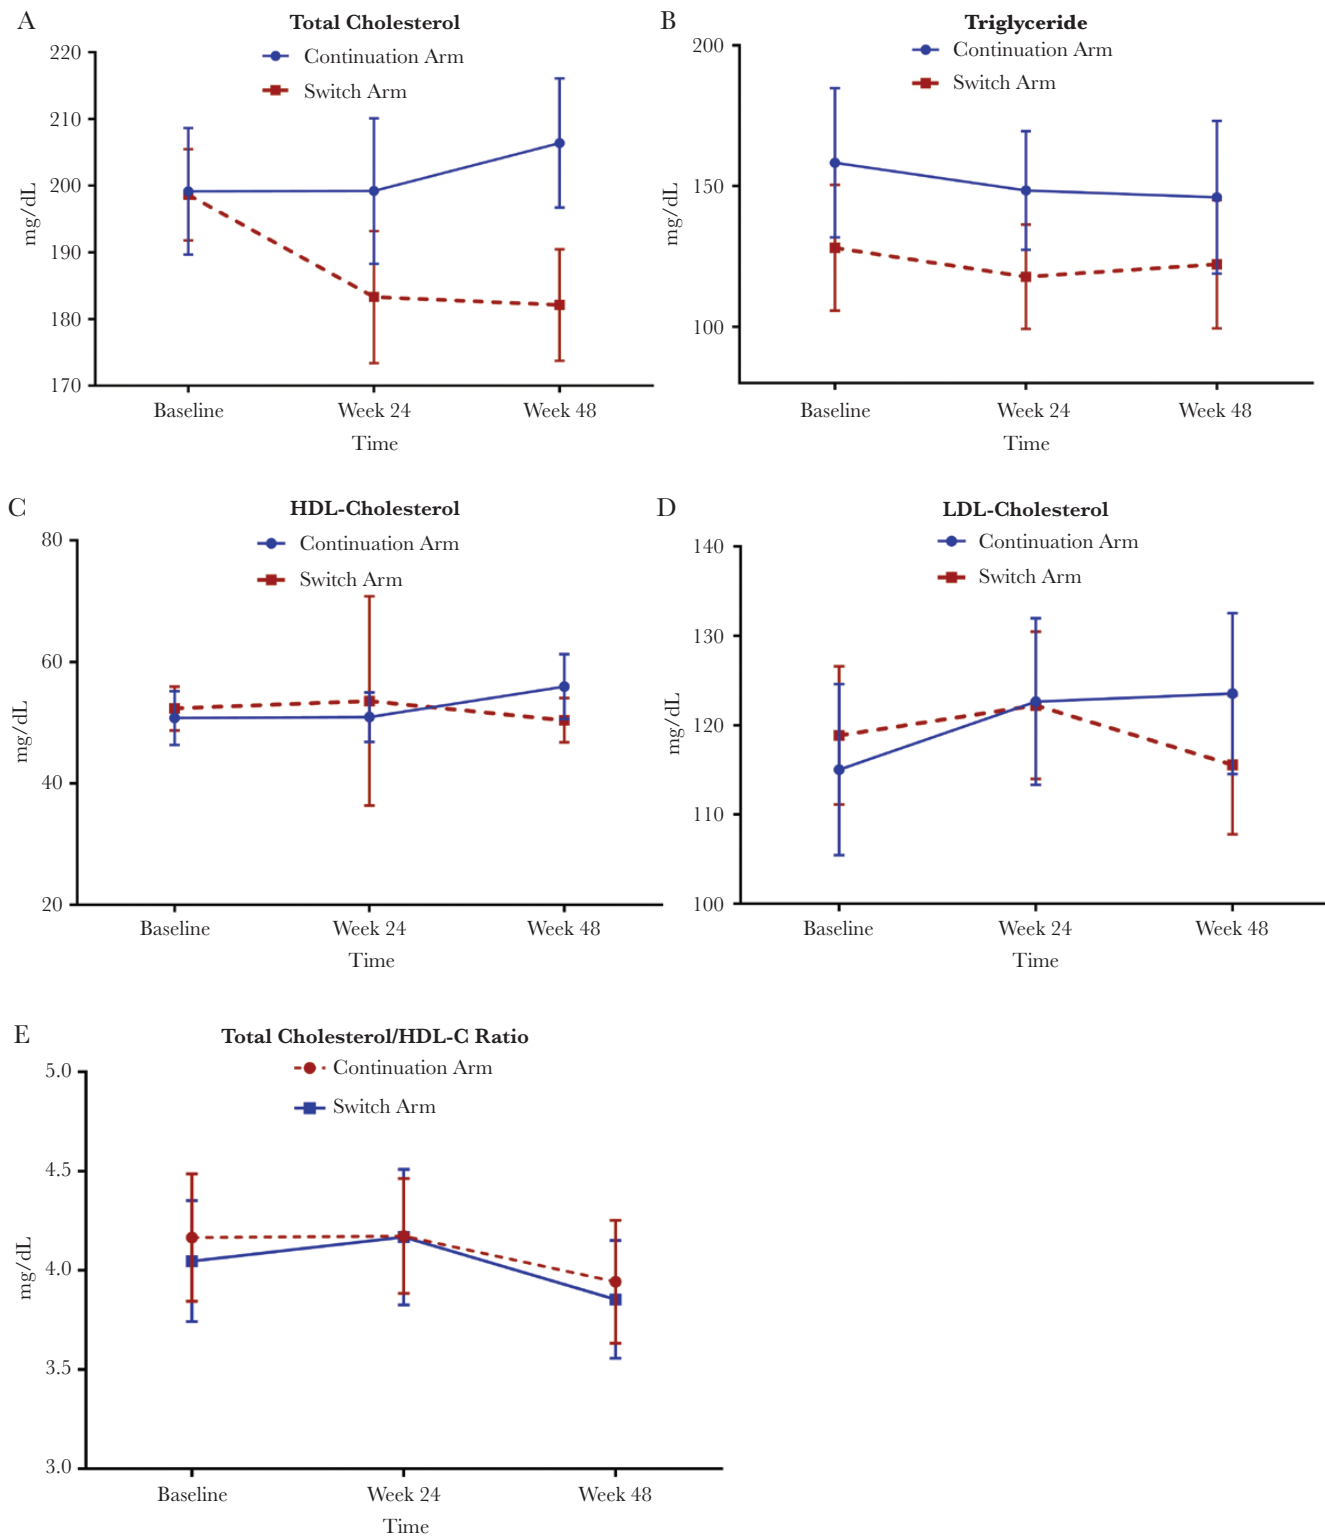 A
Total Cholesterol
Continuation Arm
Switch Arm
220
210
200
190
180
170
mg/dL
Baseline Week 24 Week 48
Time
B
Triglyceride
Continuation Arm
Switch Arm
200
150
100
mg/dL
Baseline Week 24 Week 48
Time
C
HDL-Cholesterol
Continuation Arm
Switch Arm
80
60
40
20
mg/dL
Baseline Week 24 Week 48
Time
D
LDL-Cholesterol
Continuation Arm
Switch Arm
140
130
120
110
100
mg/dL
Baseline Week 24 Week 48
Time
E
Total Cholesterol/HDL-C Ratio
Continuation Arm
Switch Arm
5.0
4.5
4.0
3.5
3.0
mg/dL
Baseline Week 24 Week 48
Time